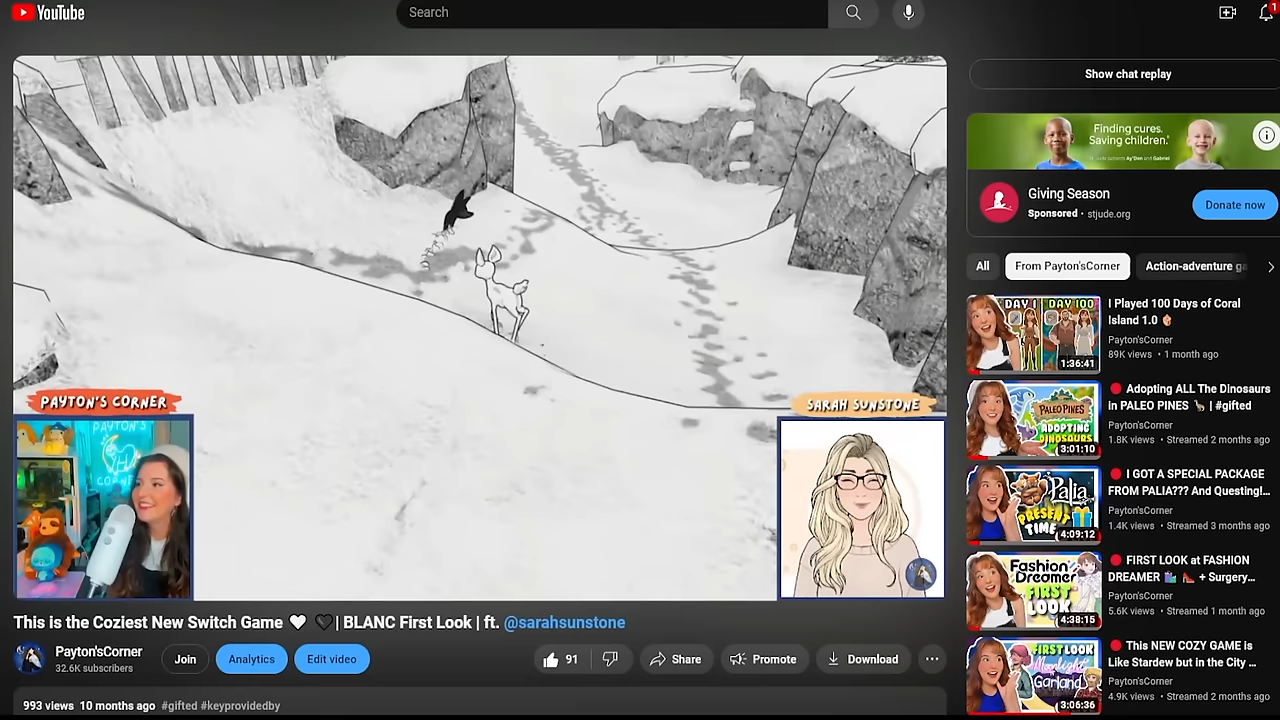 YouTube
Search
1
Show chat replay
Finding cures.
Saving children.
Giving Season
Sponsored • stjude.org
Donate now
All
From Payton'sCorner
Action-adventure ga
DAY 1
DAY 100
1:36:41
I Played 100 Days of Coral
Island 1.0
Payton'sCorner
89K views • 1 month ago
PALEO PINES
ADOPTING
DINOSAURS
3:01:10
Adopting ALL The Dinosaurs
in PALEO PINES | #gifted
Payton'sCorner
1.8K views • Streamed 2 months ago
Palia
PRESENT
TIME
4:09:12
I GOT A SPECIAL PACKAGE
FROM PALIA??? And Questing!...
Payton'sCorner
1.4K views • Streamed 3 months ago
Fashion
Dreamer
FIRST
LOOK
4:38:15
FIRST LOOK at FASHION
DREAMER + Surgery...
Payton'sCorner
5.6K views • Streamed 1 month ago
FIRST LOOK
Moonlight
Garland
3:06:36
This NEW COZY GAME is
Like Stardew but in the City ...
Payton'sCorner
4.9K views • Streamed 2 months ago
PAYTON'S CORNER
SARAH SUNSTONE
PAYTON'S
CORNER
This is the Coziest New Switch Game | BLANC First Look | ft. @sarahsunstone
Payton'sCorner
32.6K subscribers
Join
Analytics
Edit video
91
Share
Promote
Download
993 views 10 months ago #gifted #keyprovidedby